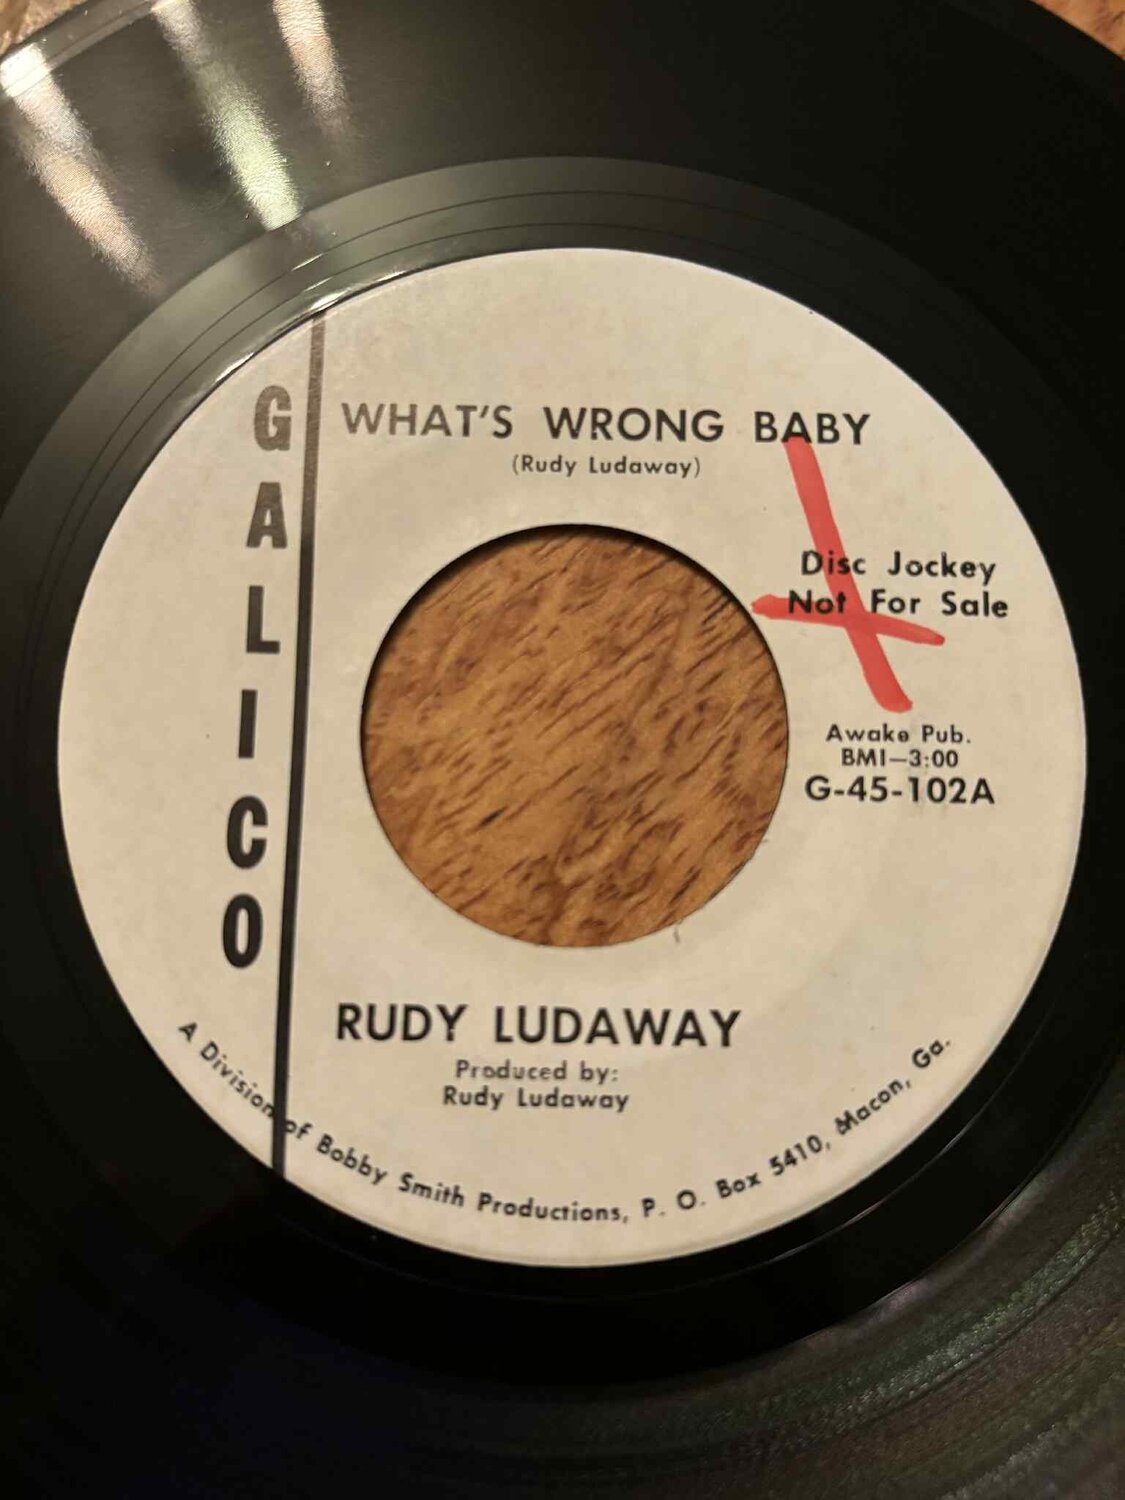 GALICO
WHAT'S WRONG BABY
(Rudy Ludaway)
Disc Jockey
Not For Sale
Awake Pub.
BMI—3:00
G-45-102A
RUDY LUDAWAY
Produced by:
Rudy Ludaway
A Division of Bobby Smith Productions, P. O. Box 5410, Macon, Ga.